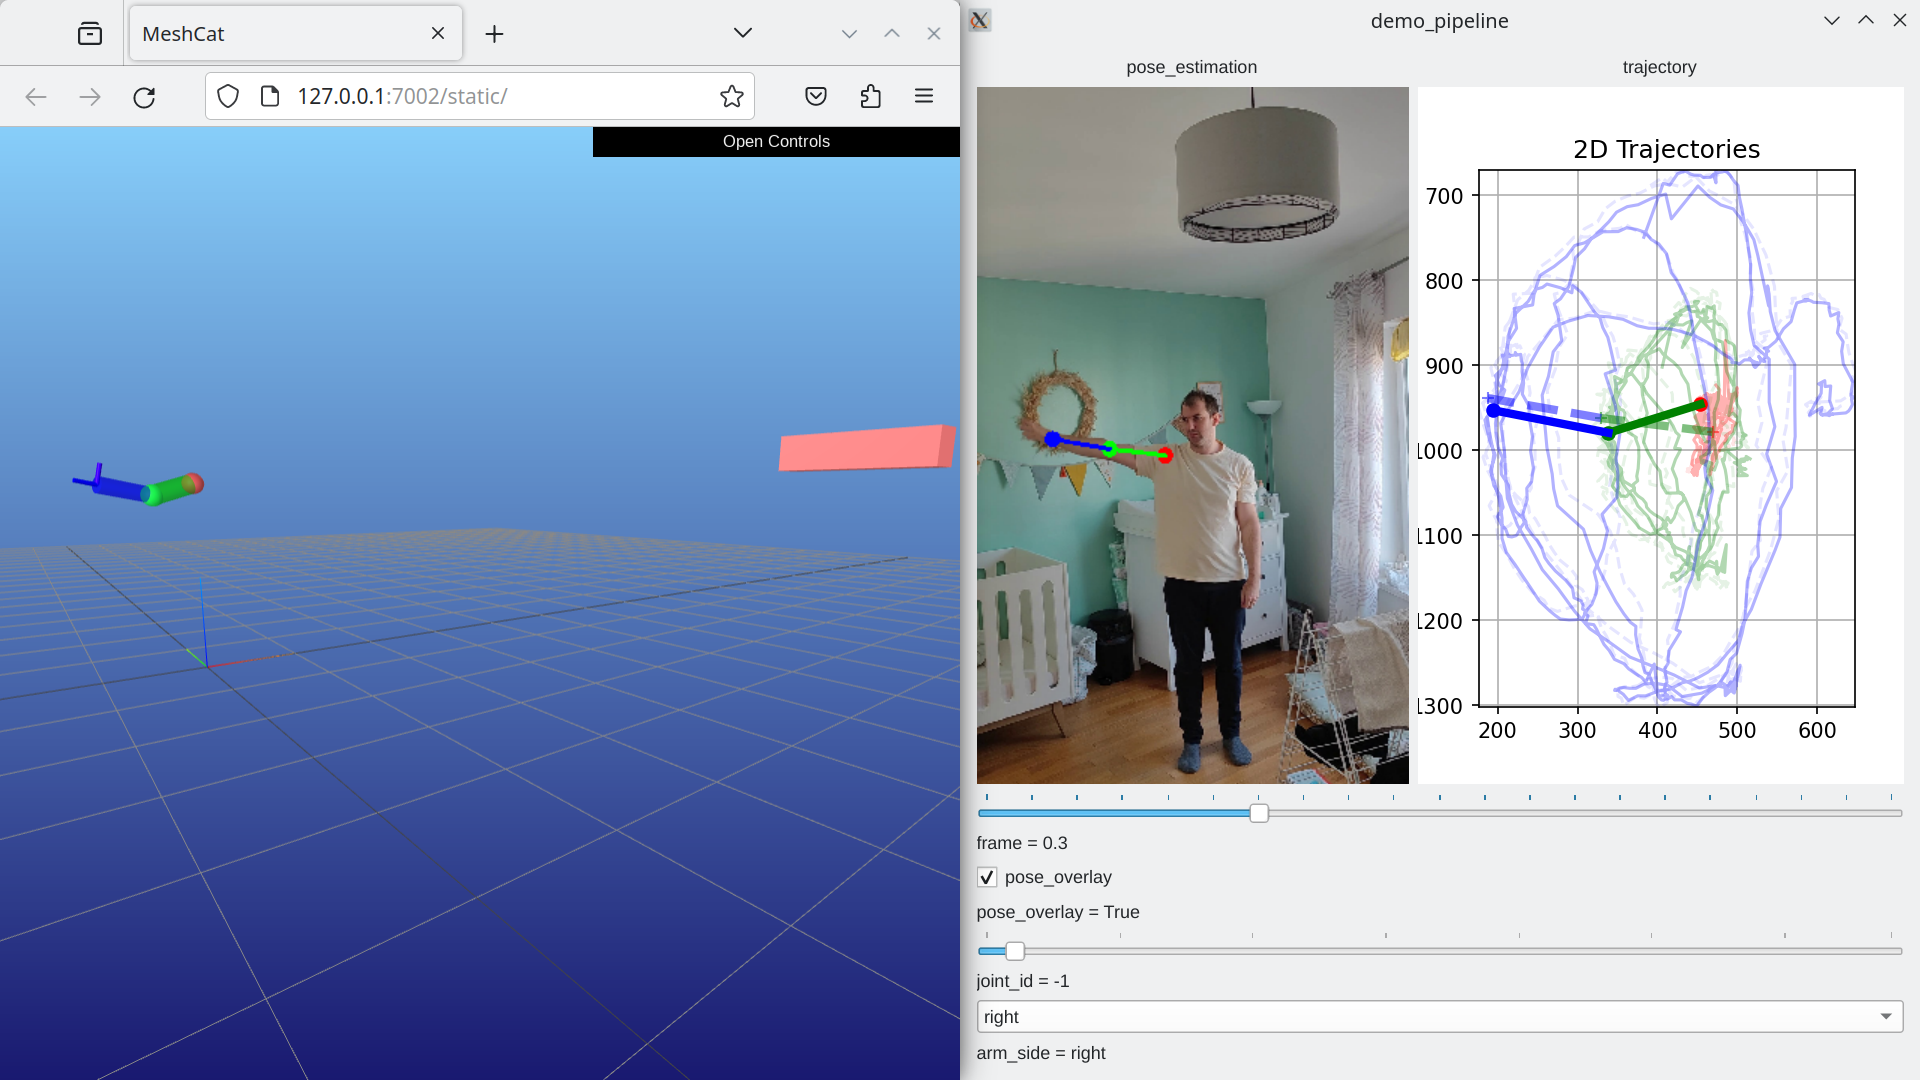 MeshCat
127.0.0.1:7002/static/
Open Controls
demo_pipeline
pose_estimation
trajectory
2D Trajectories
700
800
900
1000
1100
1200
1300
200 300 400 500 600
frame = 0.3
pose_overlay
pose_overlay = True
joint_id = -1
right
arm_side = right